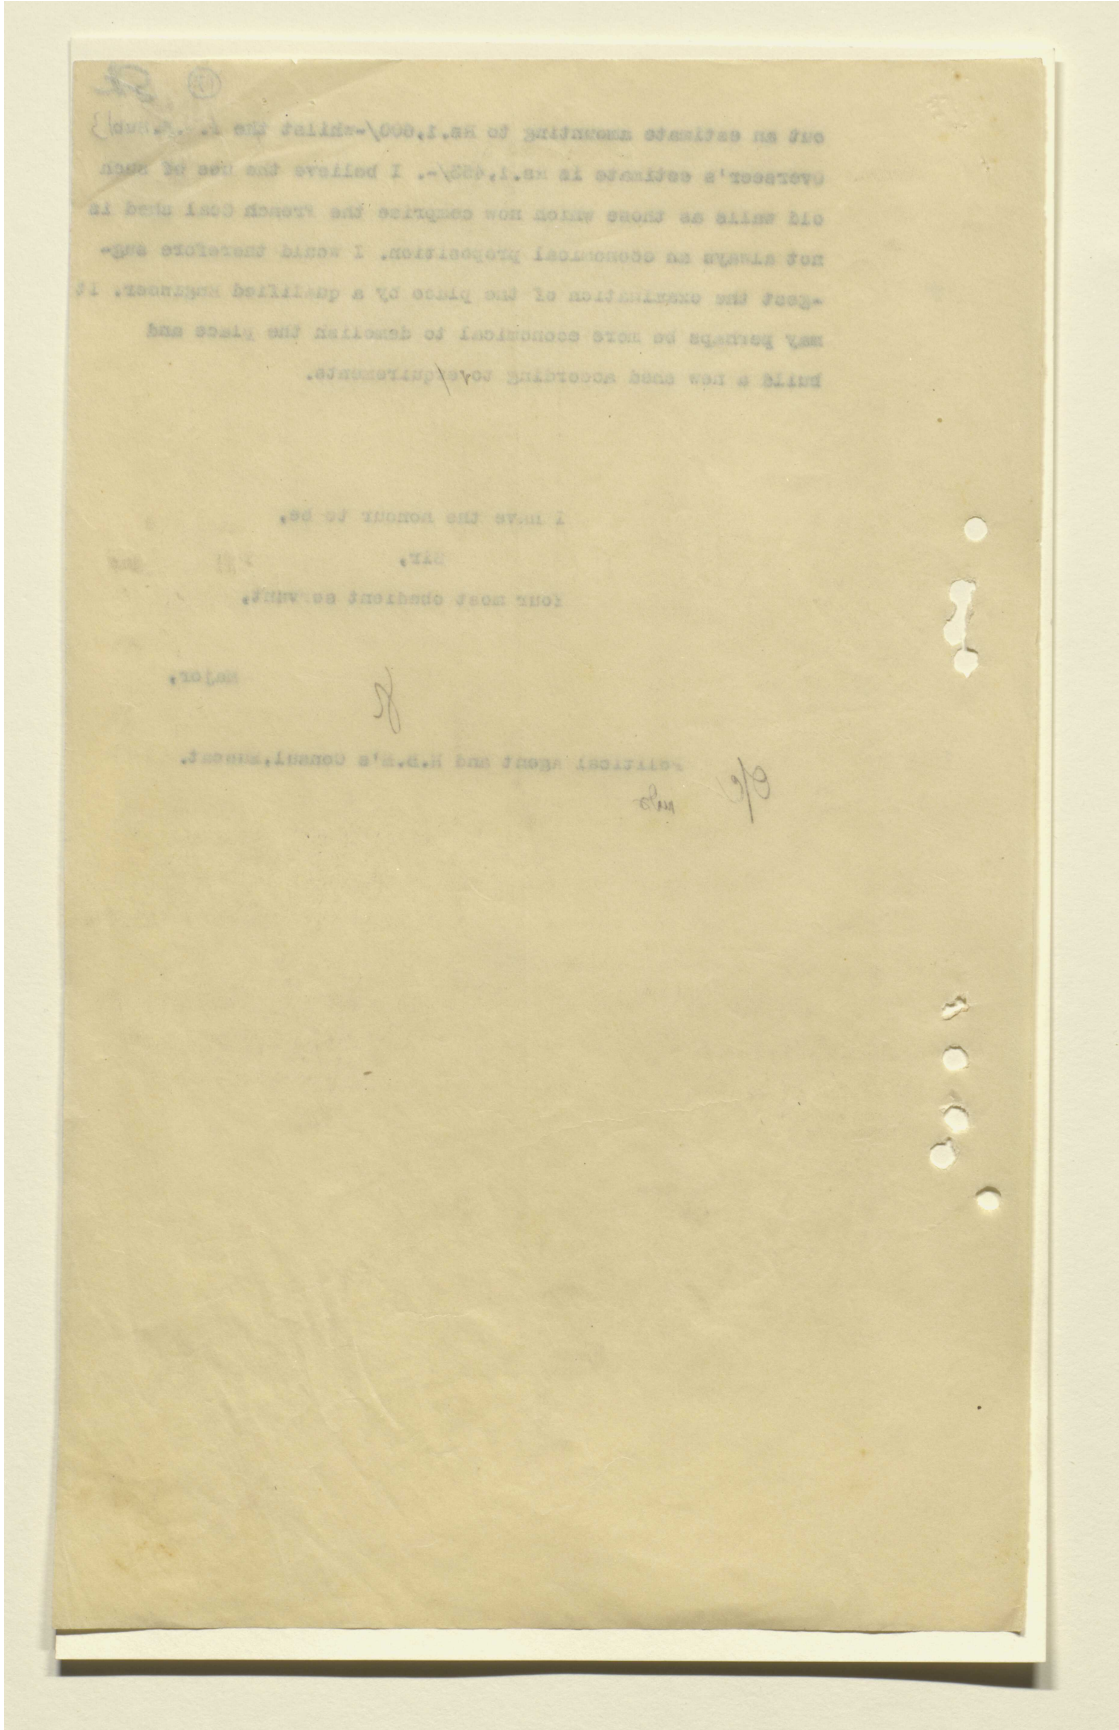 out an estimate amounting to Rs.1,600/-whilst the
Overseer's estimate is Rs.1,453/-. I believe the use of such
old walls as those which now comprise the French Coal shed is
not always an economical proposition. I would therefore sug-
-gest the examination of the place by a qualified Engineer. It
may perhaps be more economical to demolish the place and
build a new shed according to requirements.
I have the honour to be,
Sir,
Your most obedient servant,
Major,
Political Agent and H.B.M's Consul,Muscat.